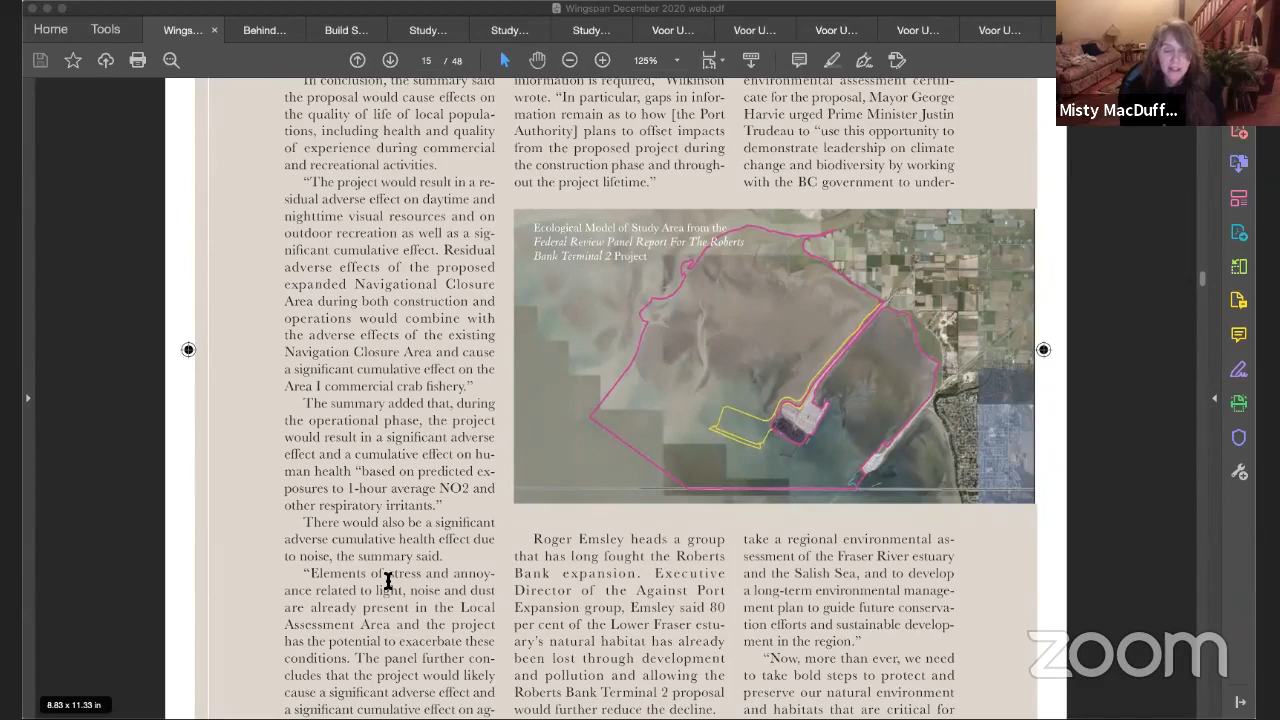 Wingspan December 2020 web.pdf
Home
Tools
Wings...
Behind...
Build S...
Study...
Study...
Study...
Voor U...
Voor U...
Voor U...
Voor U...
Voor U...
15 / 48
125%
Misty MacDuff...
In conclusion, the summary said
the proposal would cause effects on
the quality of life of local popula-
tions, including health and quality
of experience during commercial
and recreational activities.
“The project would result in a re-
sidual adverse effect on daytime and
nighttime visual resources and on
outdoor recreation as well as a sig-
nificant cumulative effect. Residual
adverse effects of the proposed
expanded Navigational Closure
Area during both construction and
operations would combine with
the adverse effects of the existing
Navigation Closure Area and cause
a significant cumulative effect on the
Area I commercial crab fishery.”
The summary added that, during
the operational phase, the project
would result in a significant adverse
effect and a cumulative effect on hu-
man health “based on predicted ex-
posures to 1-hour average NO2 and
other respiratory irritants.”
There would also be a significant
adverse cumulative health effect due
to noise, the summary said.
“Elements of stress and annoy-
ance related to light, noise and dust
are already present in the Local
Assessment Area and the project
has the potential to exacerbate these
conditions. The panel further con-
cludes that the project would likely
cause a significant adverse effect and
a significant cumulative effect on ag-
information is required,” Wilkinson
wrote. “In particular, gaps in infor-
mation remain as to how [the Port
Authority] plans to offset impacts
from the proposed project during
the construction phase and through-
out the project lifetime.”
environmental assessment certifi-
cate for the proposal, Mayor George
Harvie urged Prime Minister Justin
Trudeau to “use this opportunity to
demonstrate leadership on climate
change and biodiversity by working
with the BC government to under-
Ecological Model of Study Area from the
Federal Review Panel Report For The Roberts
Bank Terminal 2 Project
Roger Emsley heads a group
that has long fought the Roberts
Bank expansion. Executive
Director of the Against Port
Expansion group, Emsley said 80
per cent of the Lower Fraser estu-
ary’s natural habitat has already
been lost through development
and pollution and allowing the
Roberts Bank Terminal 2 proposal
would further reduce the decline.
take a regional environmental as-
sessment of the Fraser River estuary
and the Salish Sea, and to develop
a long-term environmental manage-
ment plan to guide future conserva-
tion efforts and sustainable develop-
ment in the region.”
“Now, more than ever, we need
to take bold steps to protect and
preserve our natural environment
and habitats that are critical for
8.83 x 11.33 in
zoom